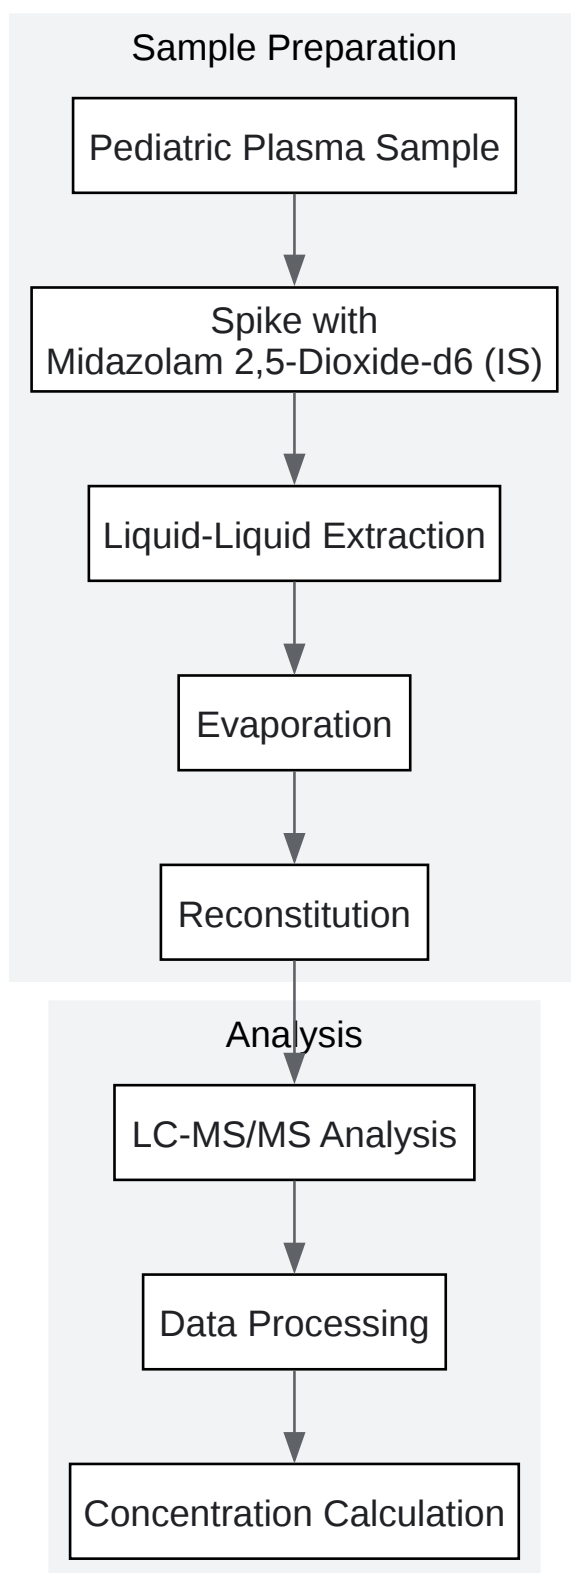 Sample Preparation
Pediatric Plasma Sample
Spike with
Midazolam 2,5-Dioxide-d6 (IS)
Liquid-Liquid Extraction
Evaporation
Reconstitution
Analysis
LC-MS/MS Analysis
Data Processing
Concentration Calculation